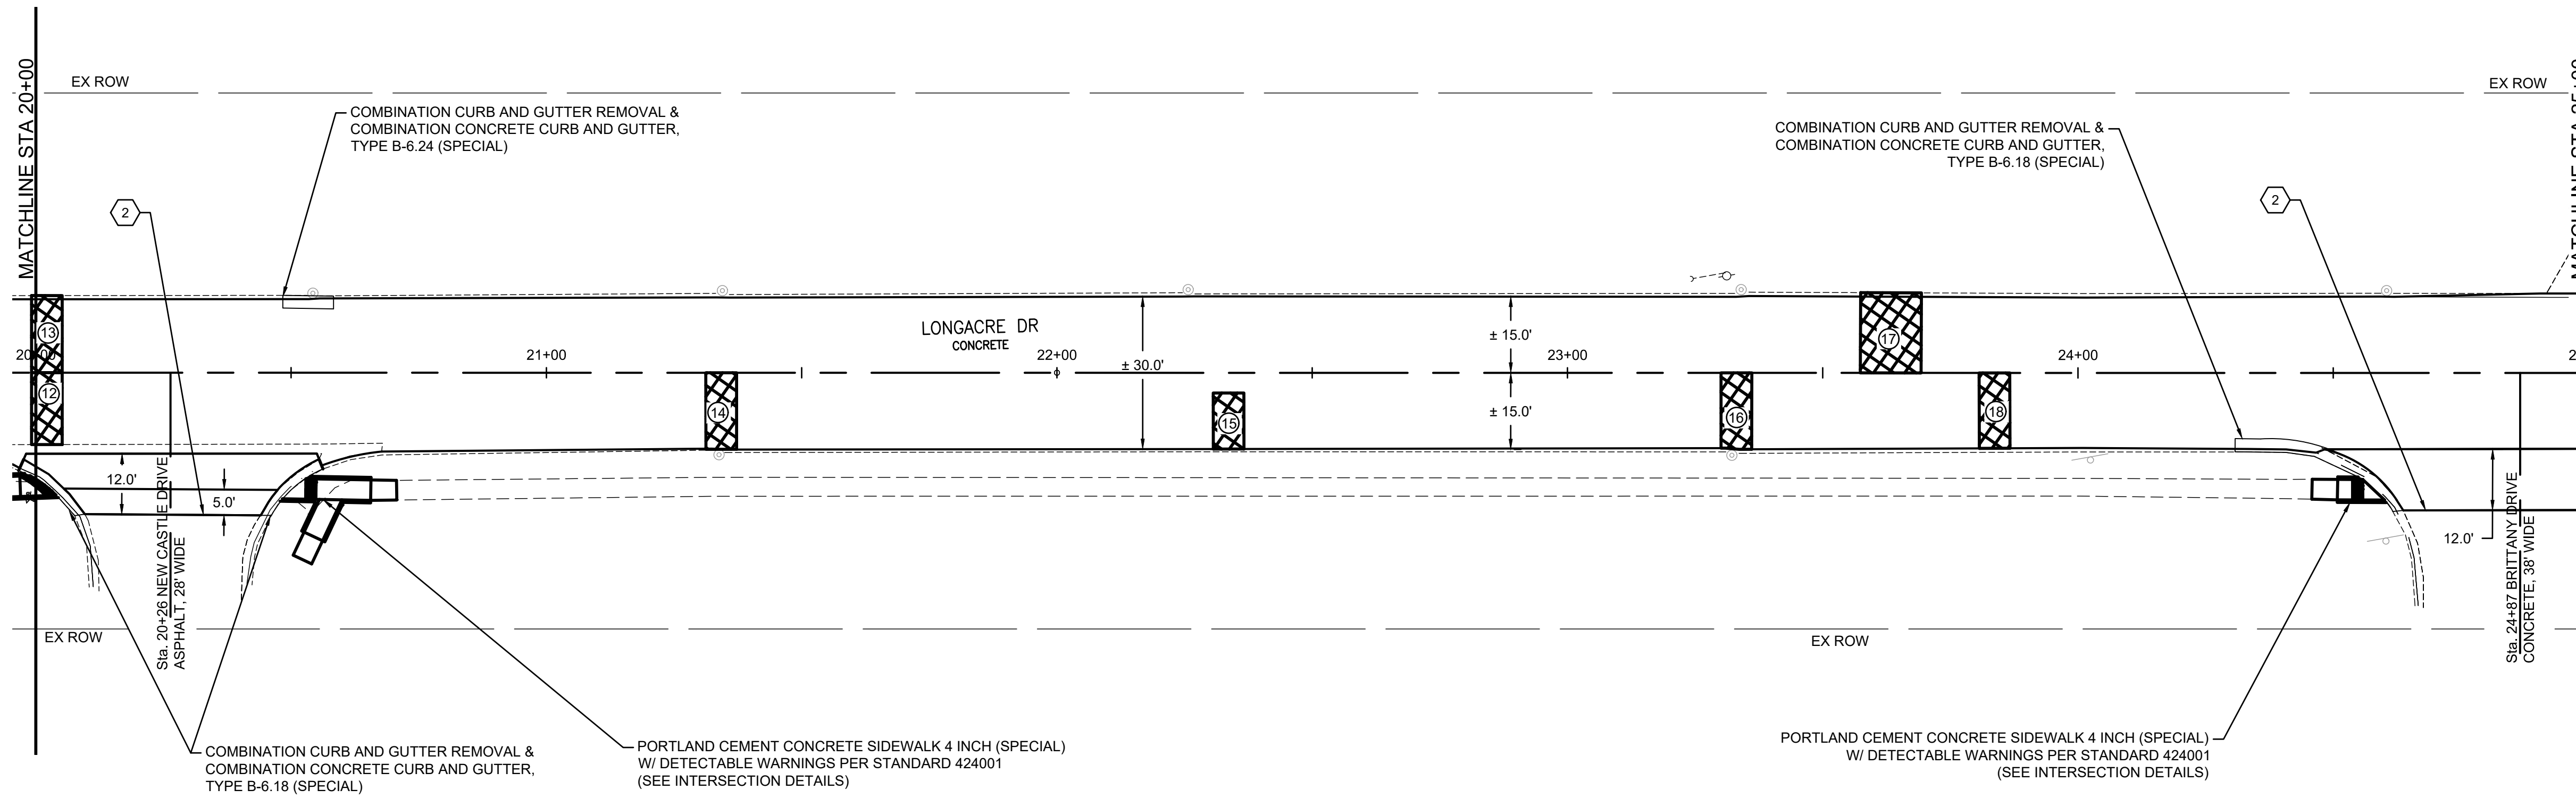 MATCHLINE STA 20+00
EX ROW
COMBINATION CURB AND GUTTER REMOVAL &
COMBINATION CONCRETE CURB AND GUTTER,
TYPE B-6.24 (SPECIAL)
2
COMBINATION CURB AND GUTTER REMOVAL &
COMBINATION CONCRETE CURB AND GUTTER,
TYPE B-6.18 (SPECIAL)
2
EX ROW
MATCHLINE STA
13
20+00
12
21+00
14
LONGACRE DR
CONCRETE
22+00
± 30.0'
15
± 15.0'
± 15.0'
23+00
16
17
18
24+00
12.0'
5.0'
Sta. 20+26 NEW CASTLE DRIVE
ASPHALT, 28' WIDE
12.0'
Sta. 24+87 BRITTANY DRIVE
CONCRETE, 38' WIDE
EX ROW
EX ROW
COMBINATION CURB AND GUTTER REMOVAL &
COMBINATION CONCRETE CURB AND GUTTER,
TYPE B-6.18 (SPECIAL)
PORTLAND CEMENT CONCRETE SIDEWALK 4 INCH (SPECIAL)
W/ DETECTABLE WARNINGS PER STANDARD 424001
(SEE INTERSECTION DETAILS)
PORTLAND CEMENT CONCRETE SIDEWALK 4 INCH (SPECIAL)
W/ DETECTABLE WARNINGS PER STANDARD 424001
(SEE INTERSECTION DETAILS)